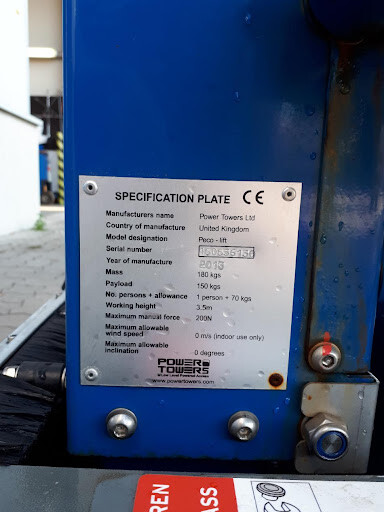 SPECIFICATION PLATE CE
Manufacturers name Power Towers Ltd
Country of manufacture United Kingdom
Model designation Peco - lift
Serial number
Year of manufacture 2013
Mass 180 kgs
Payload 150 kgs
No. persons + allowance 1 person + 70 kgs
Working height 3.5m
Maximum manual force 200N
Maximum allowable
wind speed 0 m/s (indoor use only)
Maximum allowable
inclination 0 degrees
POWER
TOWERS
www.powertowers.com
REN
ASS